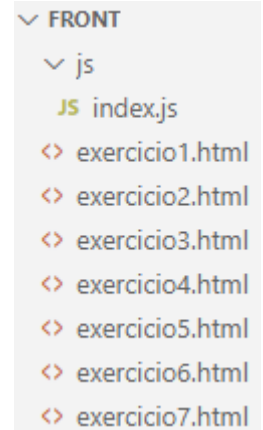 FRONT
js
JS index.js
<> exercicio1.html
<> exercicio2.html
<> exercicio3.html
<> exercicio4.html
<> exercicio5.html
<> exercicio6.html
<> exercicio7.html